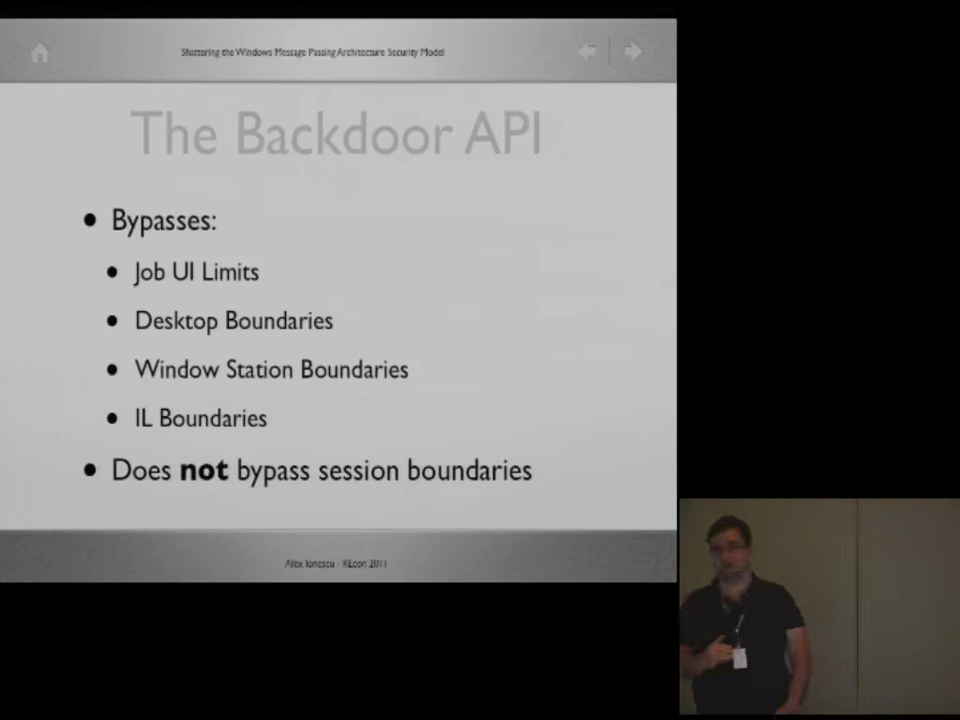 Shattering the Windows Message Passing Architecture Security Model
The Backdoor API
Bypasses:
Job UI Limits
Desktop Boundaries
Window Station Boundaries
IL Boundaries
Does not bypass session boundaries
Alex Ionescu - REcon 2011